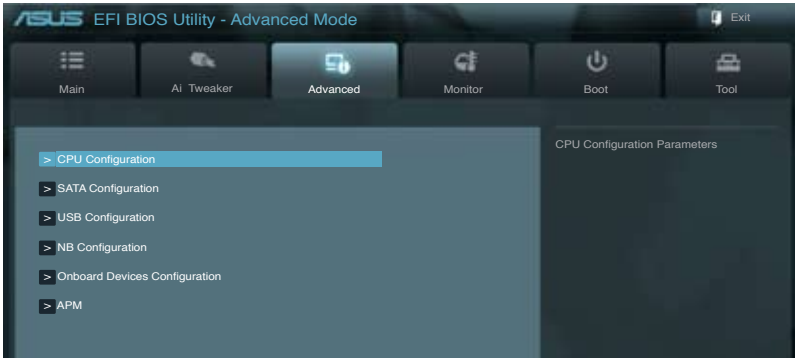 ASUS EFI BIOS Utility - Advanced Mode
Exit
Main Ai Tweaker Advanced Monitor Boot Tool
CPU Configuration Parameters
> CPU Configuration
> SATA Configuration
> USB Configuration
> NB Configuration
> Onboard Devices Configuration
> APM